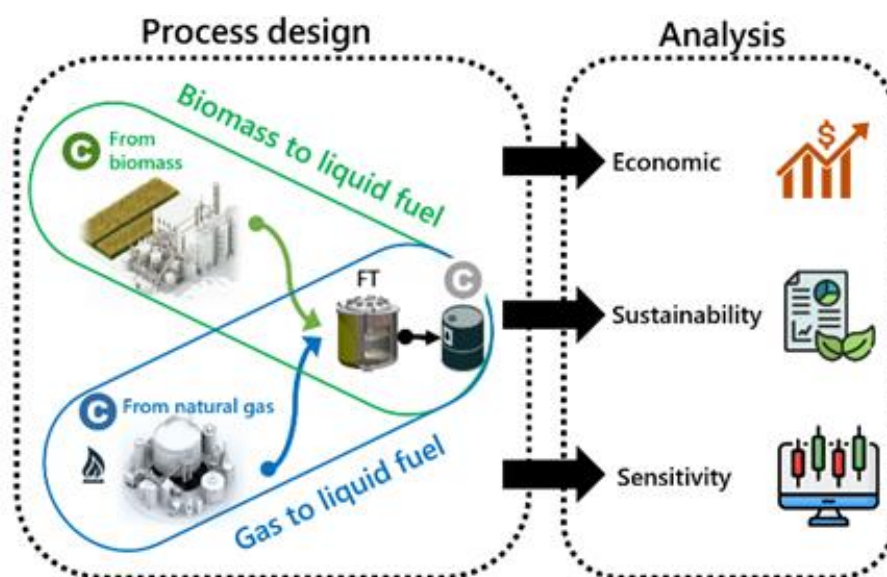 Process design
Analysis
Biomass to liquid fuel
C From
biomass
FT
C
C From natural gas
Gas to liquid fuel
Economic
$
Sustainability
Sensitivity